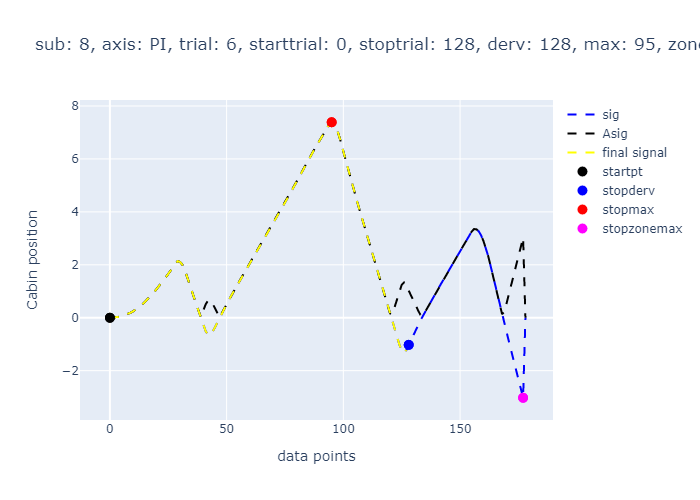 sub: 8, axis: PI, trial: 6, starttrial: 0, stoptrial: 128, derv: 128, max: 95, zon
8
6
4
2
0
−2
0
50
100
150
Cabin position
data points
sig
Asig
final signal
startpt
stopderv
stopmax
stopzonemax